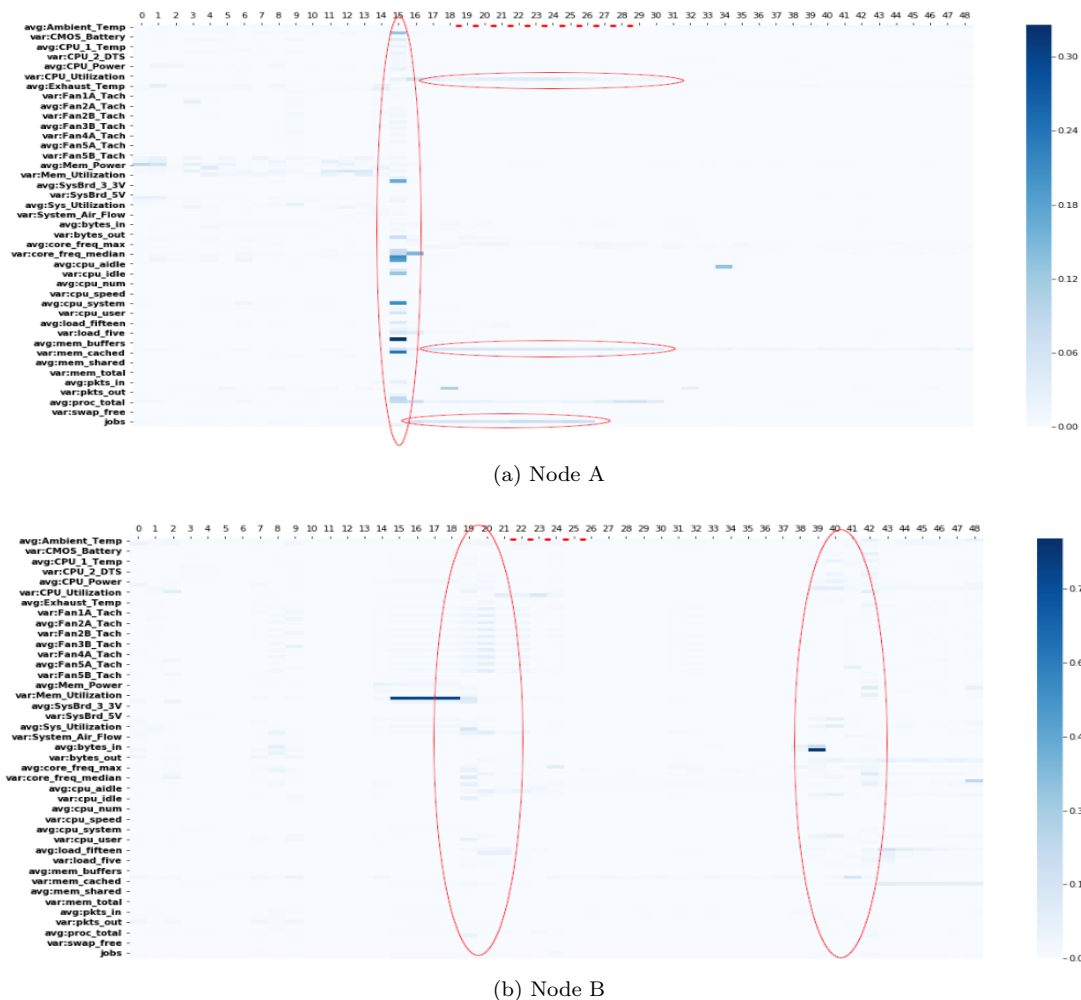 0 1 2 3 4 5 6 7 8 9 10 11 12 13 14 15 16 17 18 19 20 21 22 23 24 25 26 27 28 29 30 31 32 33 34 35 36 37 38 39 40 41 42 43 44 45 46 47 48
avg:Ambient_Temp
var:CMOS_Battery
avg:CPU_1_Temp
var:CPU_2_DTS
avg:CPU_Power
var:CPU_Utilization
avg:Exhaust_Temp
var:Fan1A_Tach
avg:Fan2A_Tach
var:Fan2B_Tach
avg:Fan3B_Tach
var:Fan4A_Tach
avg:Fan5A_Tach
var:Fan5B_Tach
avg:Mem_Power
var:Mem_Utilization
avg:SysBrd_3_3V
var:SysBrd_5V
avg:Sys_Utilization
var:System_Air_Flow
avg:bytes_in
var:bytes_out
avg:core_freq_max
var:core_freq_median
avg:cpu_aidle
var:cpu_idle
avg:cpu_num
var:cpu_speed
avg:cpu_system
var:cpu_user
avg:load_fifteen
var:load_five
avg:mem_buffers
var:mem_cached
avg:mem_shared
var:mem_total
avg:pkts_in
var:pkts_out
avg:proc_total
var:swap_free
jobs
0.30
0.24
0.18
0.12
0.06
0.00
(a) Node A
0 1 2 3 4 5 6 7 8 9 10 11 12 13 14 15 16 17 18 19 20 21 22 23 24 25 26 27 28 29 30 31 32 33 34 35 36 37 38 39 40 41 42 43 44 45 46 47 48
avg:Ambient_Temp
var:CMOS_Battery
avg:CPU_1_Temp
var:CPU_2_DTS
avg:CPU_Power
var:CPU_Utilization
avg:Exhaust_Temp
var:Fan1A_Tach
avg:Fan2A_Tach
var:Fan2B_Tach
avg:Fan3B_Tach
var:Fan4A_Tach
avg:Fan5A_Tach
var:Fan5B_Tach
avg:Mem_Power
var:Mem_Utilization
avg:SysBrd_3_3V
var:SysBrd_5V
avg:Sys_Utilization
var:System_Air_Flow
avg:bytes_in
var:bytes_out
avg:core_freq_max
var:core_freq_median
avg:cpu_aidle
var:cpu_idle
avg:cpu_num
var:cpu_speed
avg:cpu_system
var:cpu_user
avg:load_fifteen
var:load_five
avg:mem_buffers
var:mem_cached
avg:mem_shared
var:mem_total
avg:pkts_in
var:pkts_out
avg:proc_total
var:swap_free
jobs
0.7
0.6
0.4
0.3
0.1
0.0
(b) Node B